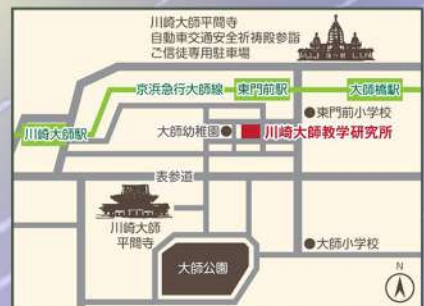 川崎大師平間寺
自動車交通安全祈祷殿参詣
ご信徒専用駐車場
京浜急行大師線
東門前駅
大師橋駅
川崎大師駅
●東門前小学校
大師幼稚園●
川崎大師教学研究所
表参道
川崎大師
平間寺
●大師小学校
大師公園
N